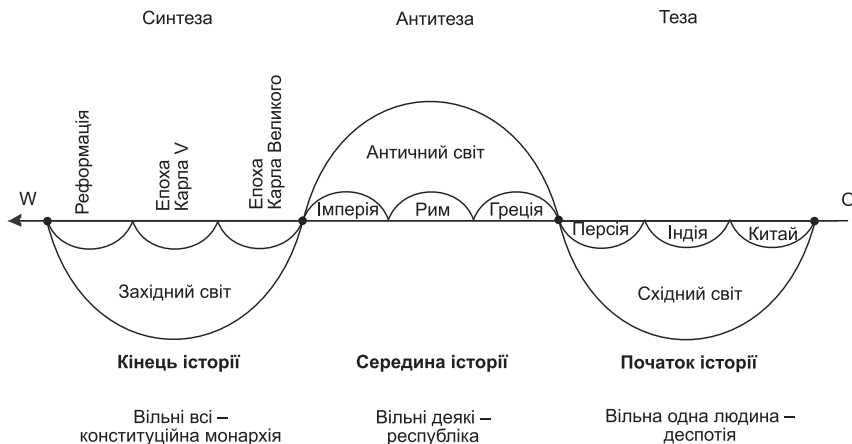 Синтеза
Антитеза
Теза
Реформація
Епоха
Карла V
Епоха
Карла Великого
W
Античний світ
Імперія
Рим
Греція
O
Персія
Індія
Китай
Західний світ
Східний світ
Кінець історії
Середина історії
Початок історії
Вільні всі –
конституційна монархія
Вільні деякі –
республіка
Вільна одна людина –
деспотія